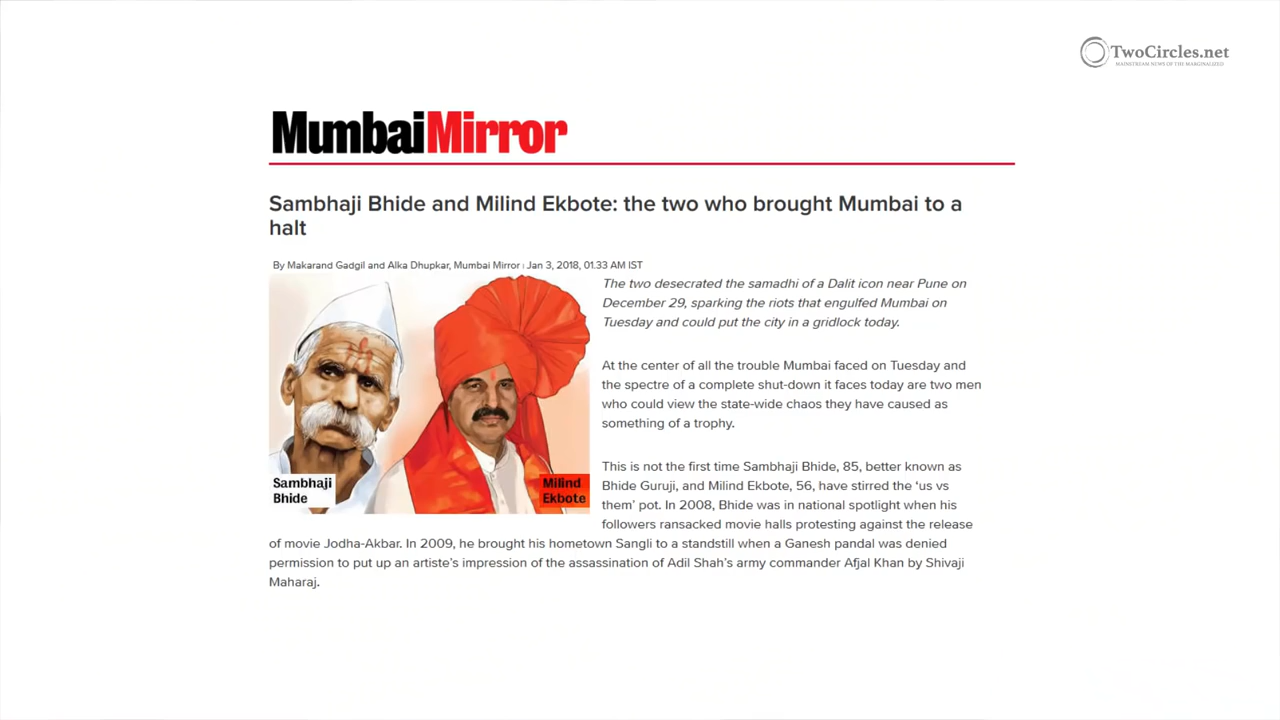 TwoCircles.net
MAINSTREAM NEWS OF THE MARGINALIZED
MumbaiMirror
Sambhaji Bhide and Milind Ekbote: the two who brought Mumbai to a
halt
By Makarand Gadgil and Alka Dhupkar, Mumbai Mirror | Jan 3, 2018, 01.33 AM IST
The two desecrated the samadhi of a Dalit icon near Pune on
December 29, sparking the riots that engulfed Mumbai on
Tuesday and could put the city in a gridlock today.
At the center of all the trouble Mumbai faced on Tuesday and
the spectre of a complete shut-down it faces today are two men
who could view the state-wide chaos they have caused as
something of a trophy.
This is not the first time Sambhaji Bhide, 85, better known as
Bhide Guruji, and Milind Ekbote, 56, have stirred the ‘us vs
them’ pot. In 2008, Bhide was in national spotlight when his
followers ransacked movie halls protesting against the release
of movie Jodha-Akbar. In 2009, he brought his hometown Sangli to a standstill when a Ganesh pandal was denied
permission to put up an artiste’s impression of the assassination of Adil Shah’s army commander Afjal Khan by Shivaji
Maharaj.
Sambhaji
Bhide
Milind
Ekbote